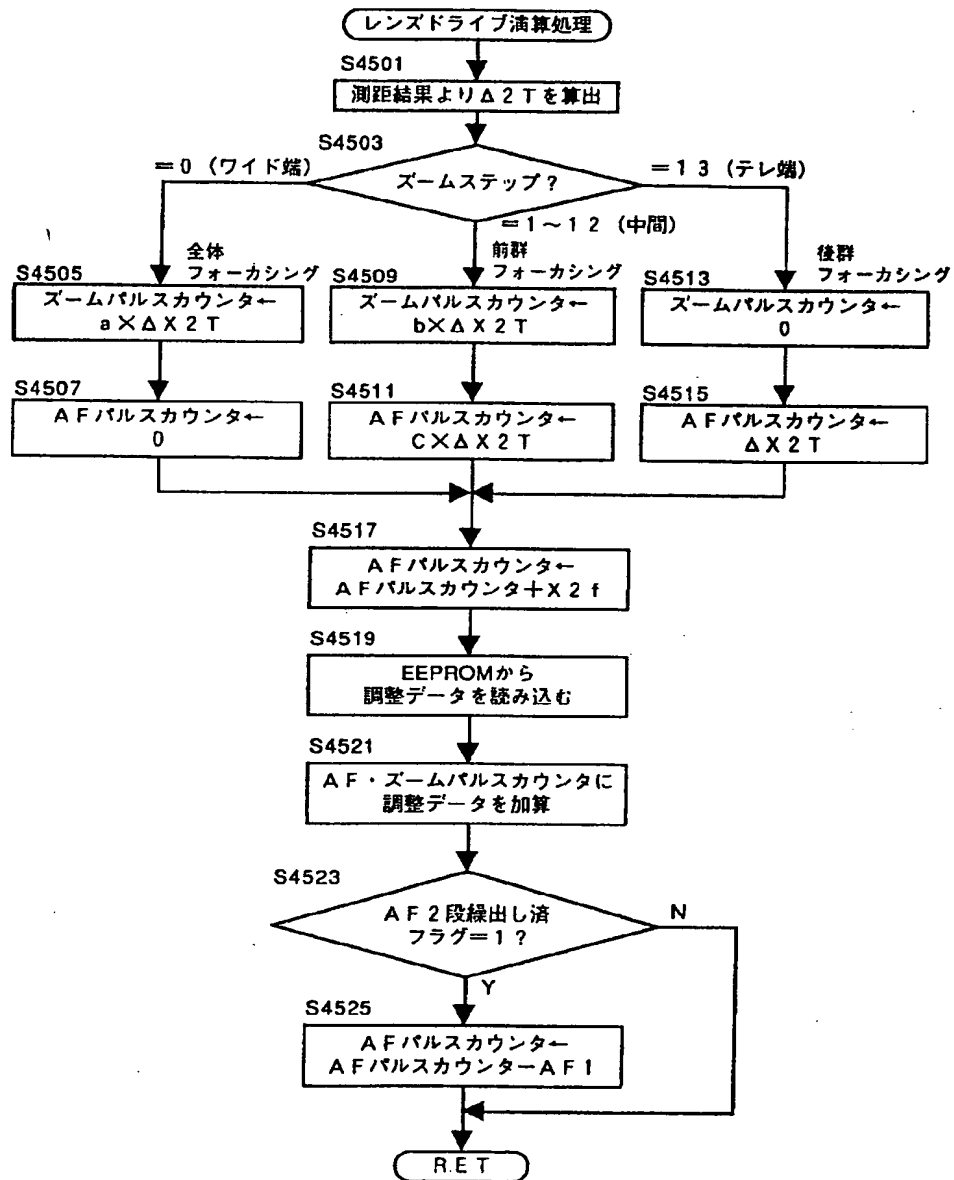 レンズドライブ演算処理
S4501
測距結果よりΔ2Tを算出
S4503
ズームステップ?
=0 (ワイド端)
=13 (テレ端)
=1~12 (中間)
全体
フォーカシング
前群
フォーカシング
後群
フォーカシング
S4505
ズームパルスカウンタ←
a×ΔX2T
S4509
ズームパルスカウンタ←
b×ΔX2T
S4513
ズームパルスカウンタ←
0
S4507
AFパルスカウンタ←
0
S4511
AFパルスカウンタ←
C×ΔX2T
S4515
AFパルスカウンタ←
ΔX2T
S4517
AFパルスカウンタ←
AFパルスカウンタ+X2f
S4519
EEPROMから
調整データを読み込む
S4521
AF・ズームパルスカウンタに
調整データを加算
S4523
AF2段繰出し済
フラグ=1?
N
Y
S4525
AFパルスカウンタ←
AFパルスカウンタ-AF1
RET